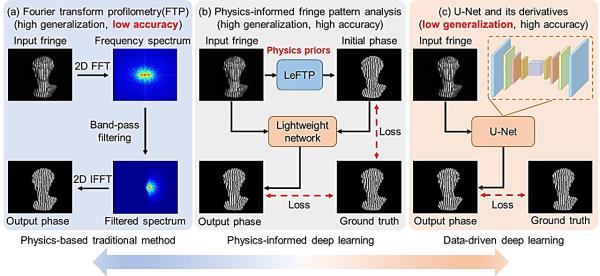 (a) Fourier transform profilometry(FTP)
(high generalization, low accuracy)
Input fringe
Frequency spectrum
2D FFT
Band-pass
filtering
2D IFFT
Output phase
Filtered spectrum
Physics-based traditional method
(b) Physics-informed fringe pattern analysis
(high generalization, high accuracy)
Input fringe
Physics priors
Initial phase
LeFTP
Lightweight
network
Loss
Loss
Output phase
Ground truth
Physics-informed deep learning
(c) U-Net and its derivatives
(low generalization, high accuracy)
Input fringe
U-Net
Loss
Output phase
Ground truth
Data-driven deep learning